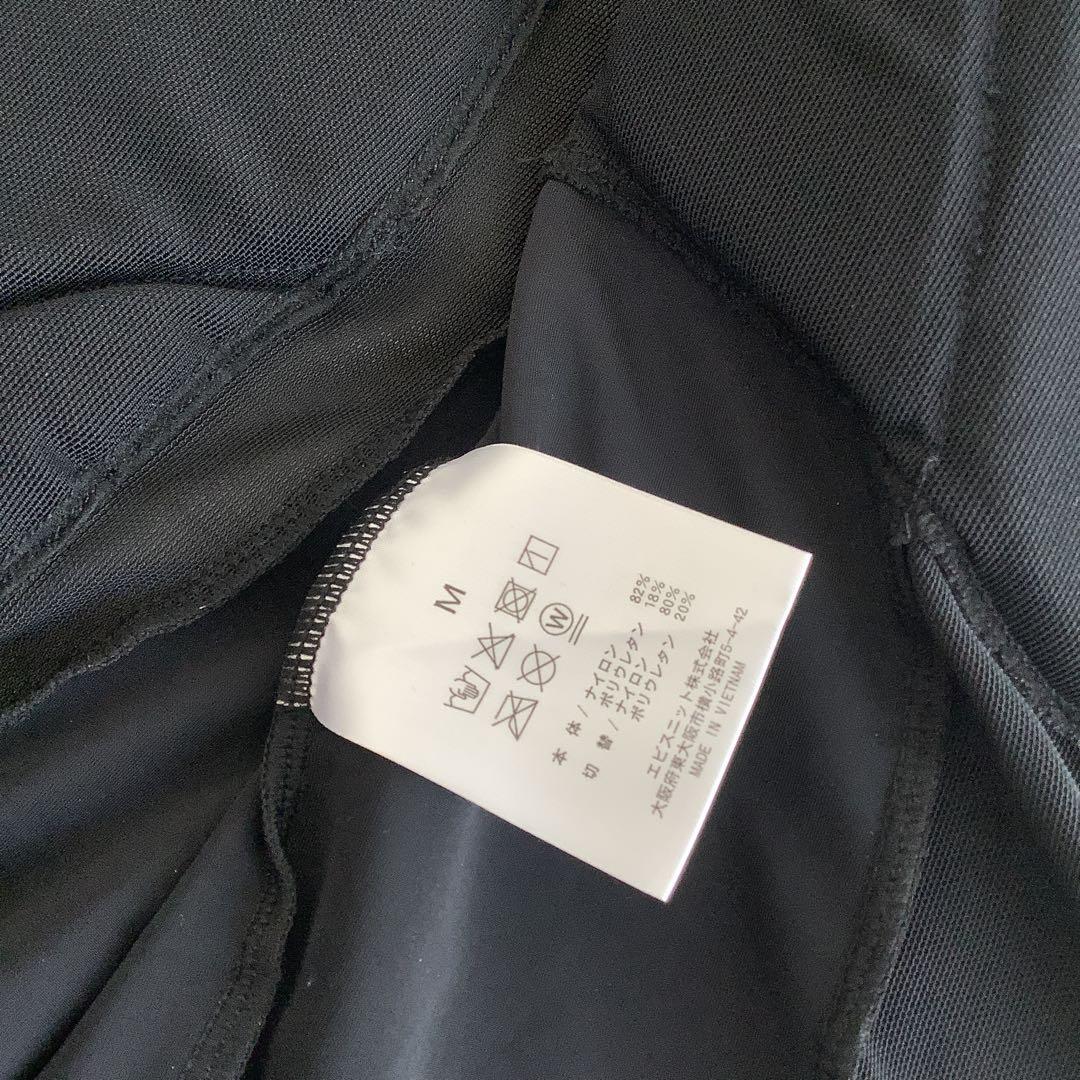 M
W
本 体 / ナイロン 82%
ポリウレタン 18%
切 替 / ナイロン 80%
ポリウレタン 20%
エビスニット株式会社
大阪府東大阪市横小路町5-4-42
MADE IN VIETNAM